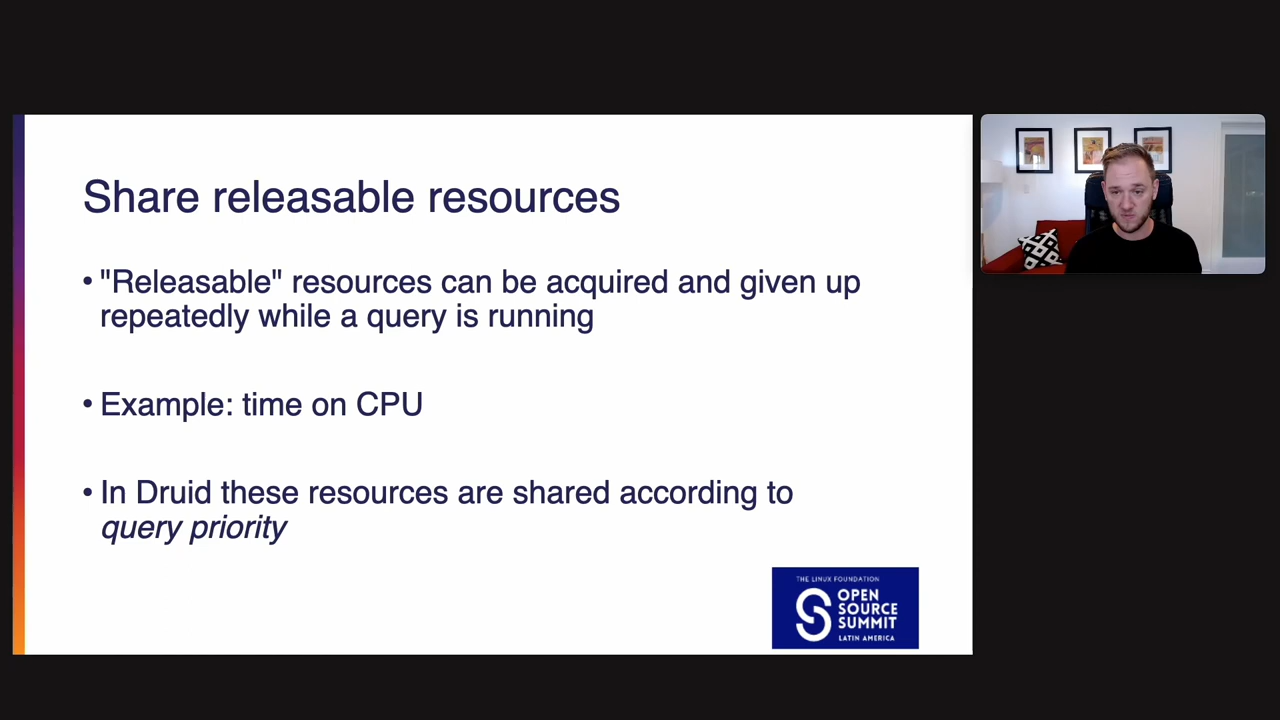 Share releasable resources
• "Releasable" resources can be acquired and given up
repeatedly while a query is running
• Example: time on CPU
• In Druid these resources are shared according to
query priority
THE LINUX FOUNDATION
OPEN
SOURCE
SUMMIT
LATIN AMERICA